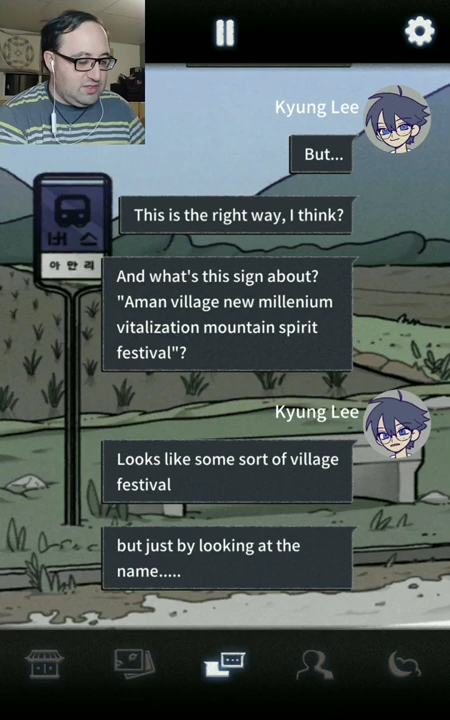 Kyung Lee
But...
This is the right way, I think?
버스
아만리
And what's this sign about?
"Aman village new millenium
vitalization mountain spirit
festival"?
Kyung Lee
Looks like some sort of village
festival
but just by looking at the
name.....